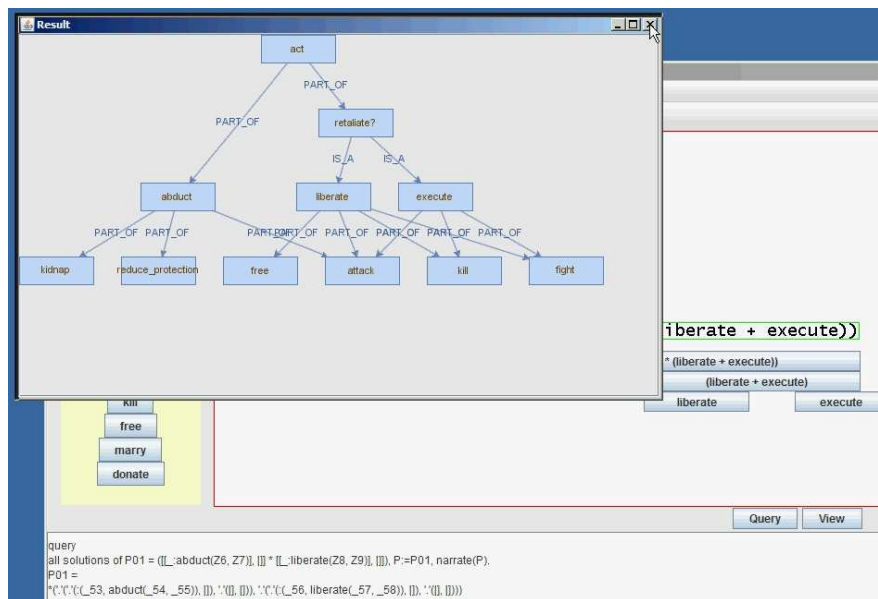 Result
act
PART_OF
retaliate?
PART_OF
IS_A IS_A
abduct liberate execute
PART_OF PART_OF PART_OF PART_OF PART_OF PART_OF
kidnap reduce_protection free attack kill fight
iberate + execute))
* (liberate + execute))
(liberate + execute)
liberate execute
kill
free
marry
donate
Query View
query
all solutions of P01 = ([[_:abduct(Z6, Z7)], []] * [[_:liberate(Z8, Z9)], []]), P:=P01, narrate(P).
P01 =
*('.'('.'(:(_53, abduct(_54, _55)), []), '.'([], [])), '.'('.'(:(_56, liberate(_57, _58)), []), '.'([], [])))